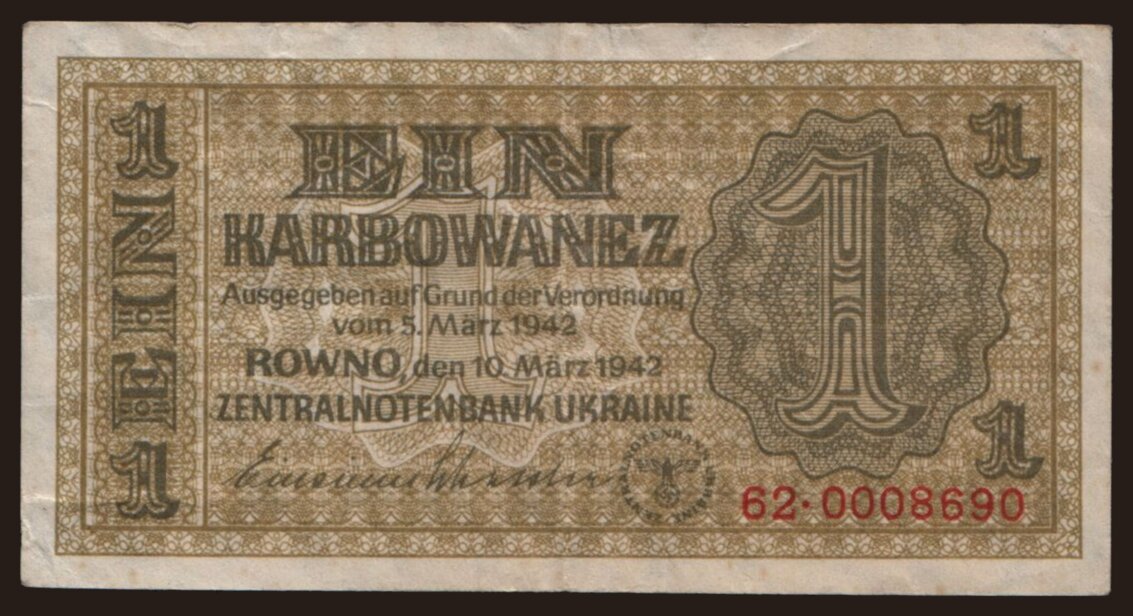 1
EIN
1
EIN
KARBOWANEZ
Ausgegeben auf Grund der Verordnung
vom 5. März 1942
ROWNO, den 10. März 1942
ZENTRALNOTENBANK UKRAINE
1
1
1
62·0008690